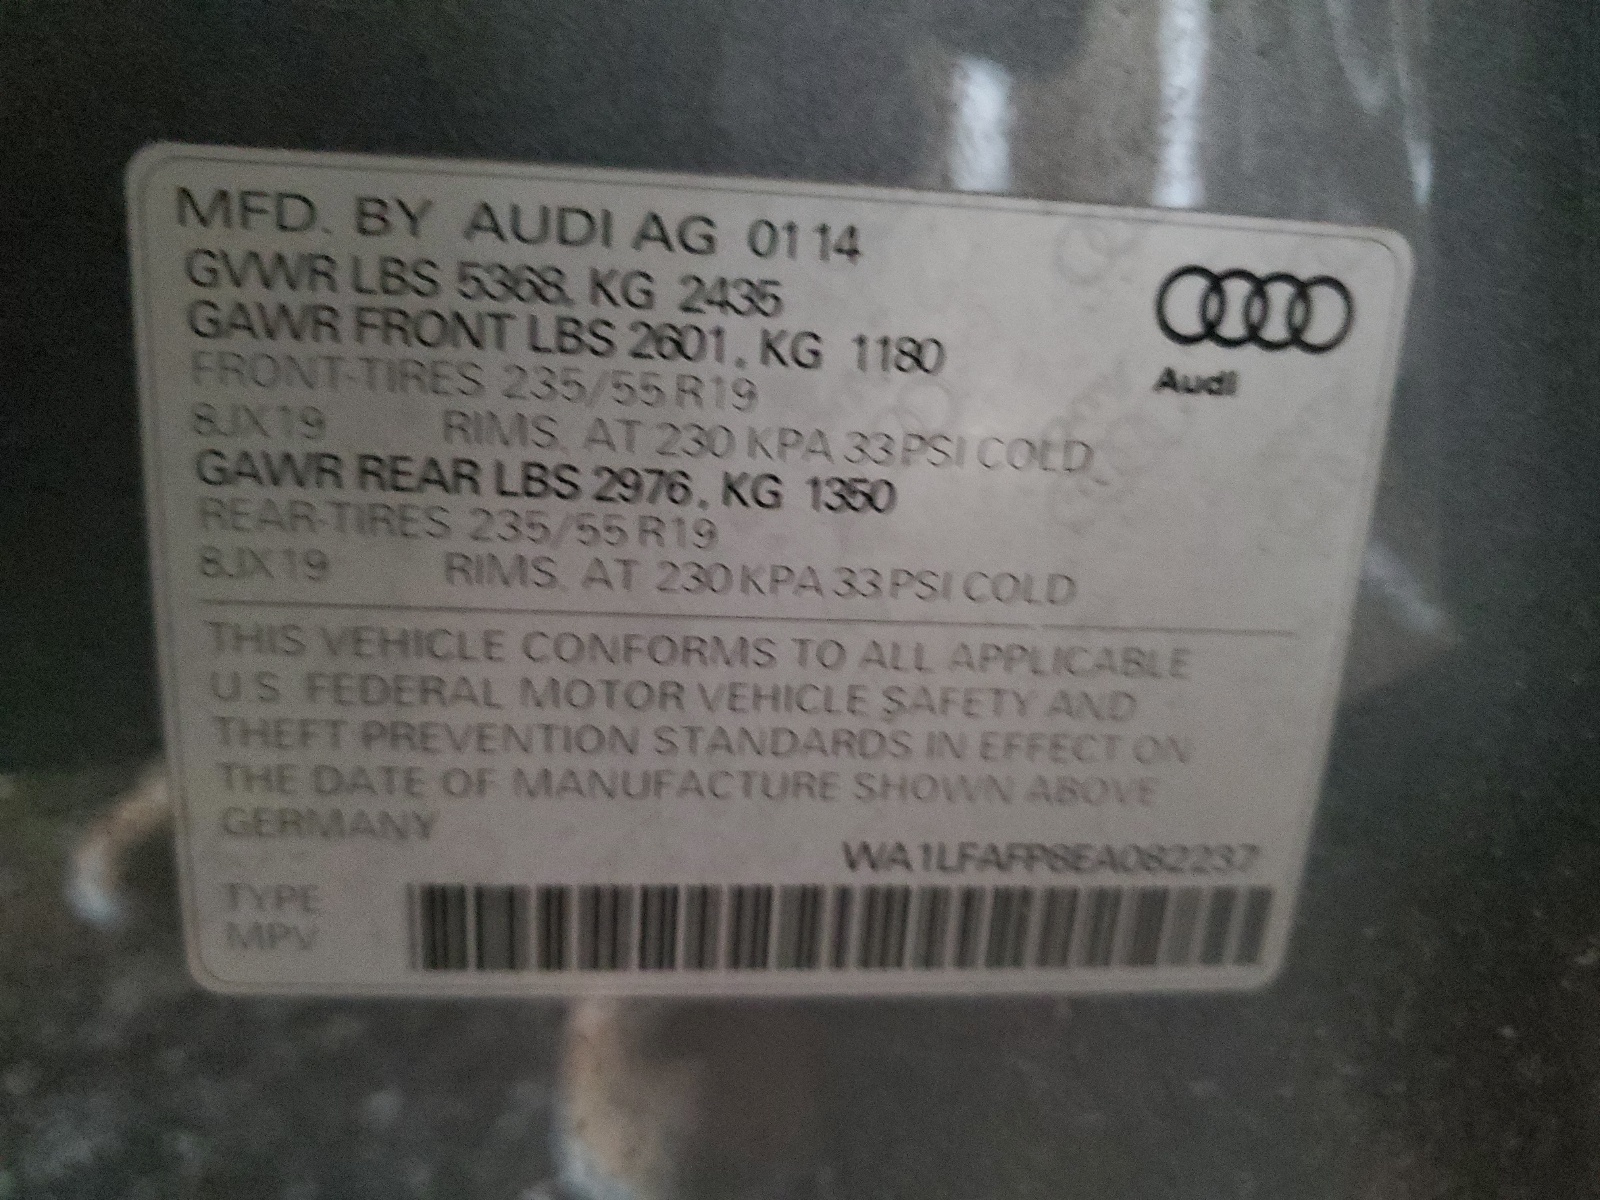 MFD. BY AUDI AG 01 14
GVWR LBS 5368, KG 2435
GAWR FRONT LBS 2601, KG 1180
FRONT-TIRES 235/55 R19
8JX19 RIMS, AT 230 KPA 33 PSI COLD
GAWR REAR LBS 2976, KG 1350
REAR-TIRES 235/55 R19
8JX19 RIMS, AT 230 KPA 33 PSI COLD
Audi
THIS VEHICLE CONFORMS TO ALL APPLICABLE
U.S. FEDERAL MOTOR VEHICLE SAFETY AND
THEFT PREVENTION STANDARDS IN EFFECT ON
THE DATE OF MANUFACTURE SHOWN ABOVE
GERMANY
WA1LFAFP8EA082237
TYPE
MPV